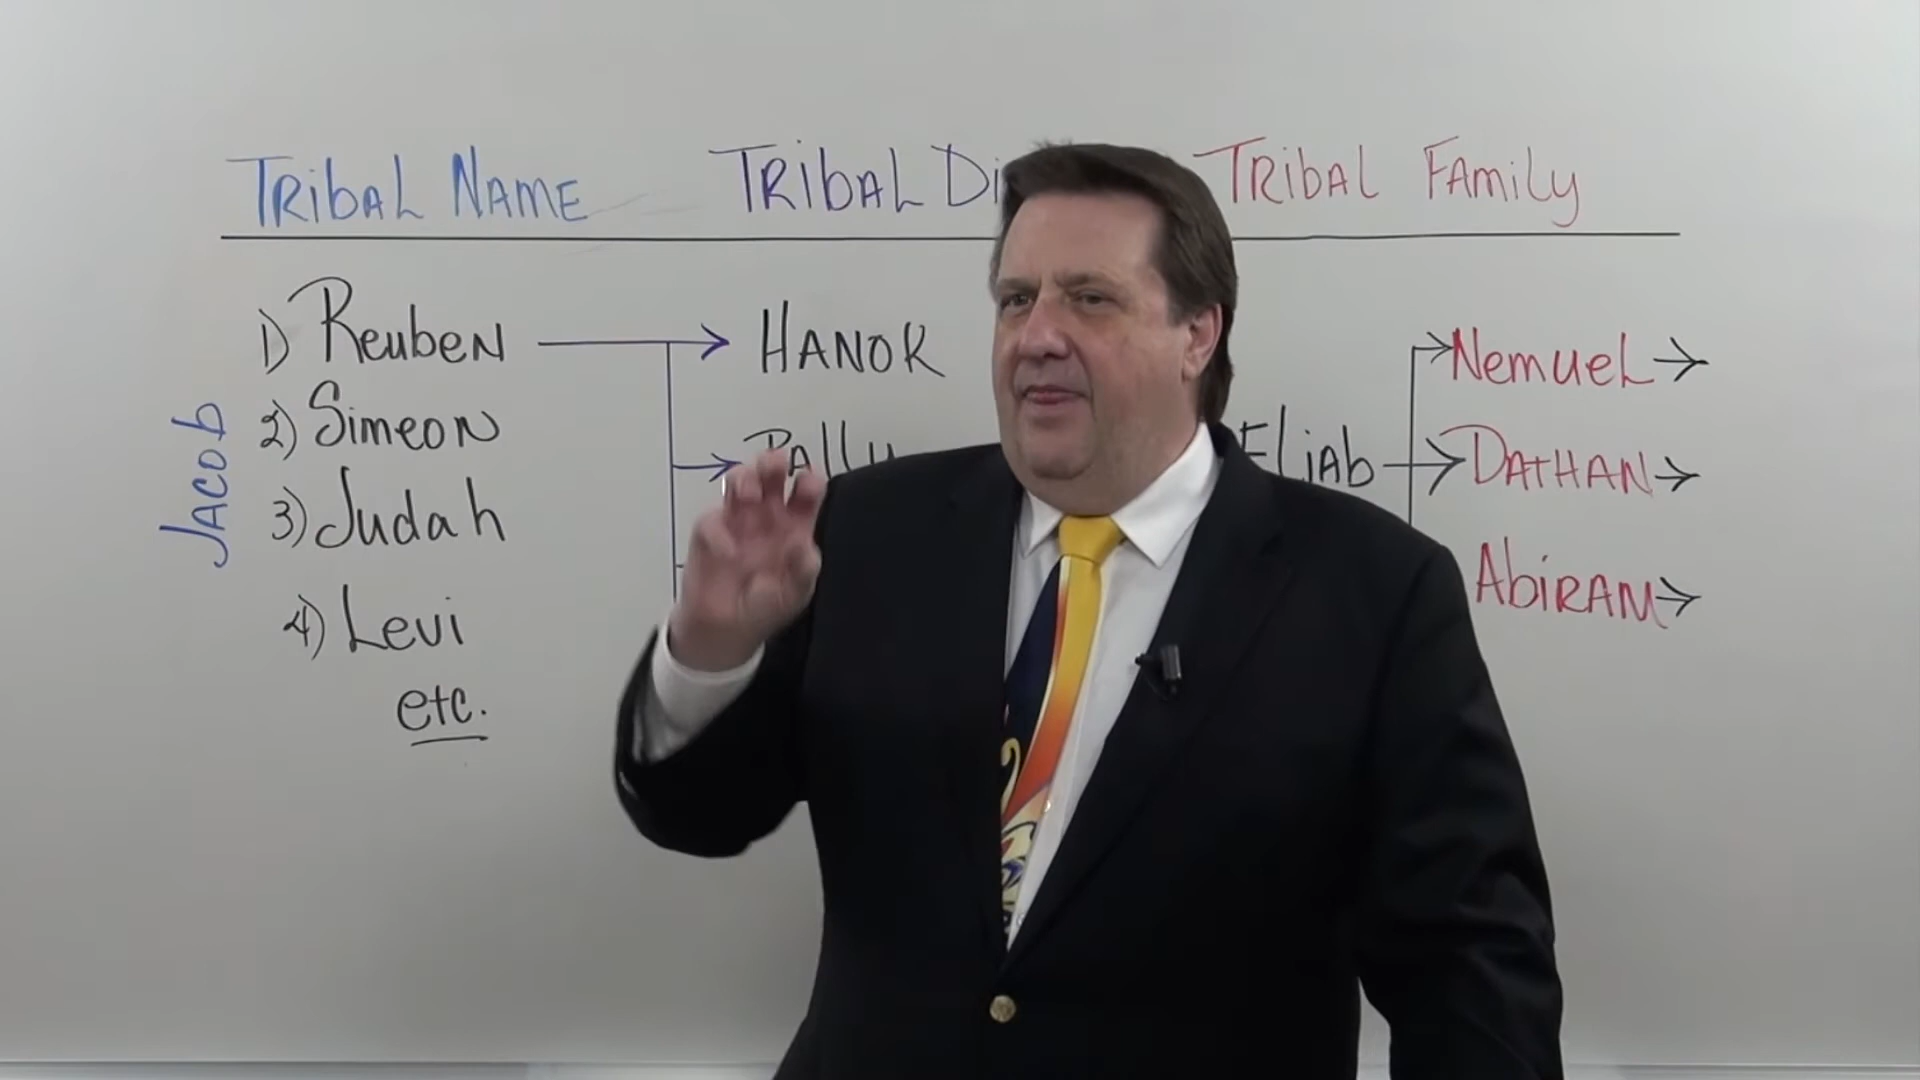 TRibAL NAME TRibAL Di TRibAL FAmily
1) ReubeN HANOK NemueL
2) SimeoN PAllu ELiAb DAtHAN
3) Judah AbiRAM
4) Levi
etc.
JAcob